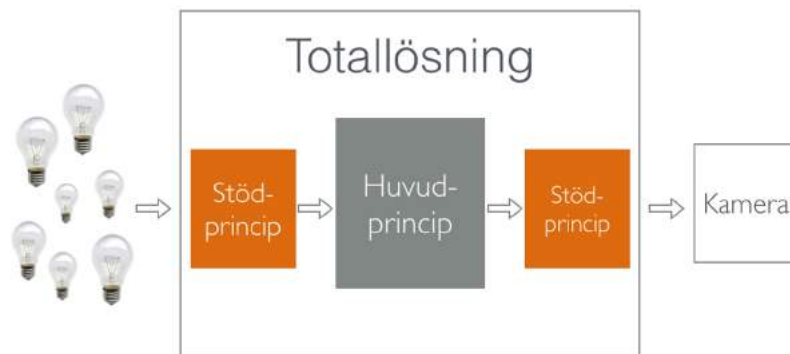 Totallösning
Stöd-
princip
Huvud-
princip
Stöd-
princip
Kamera